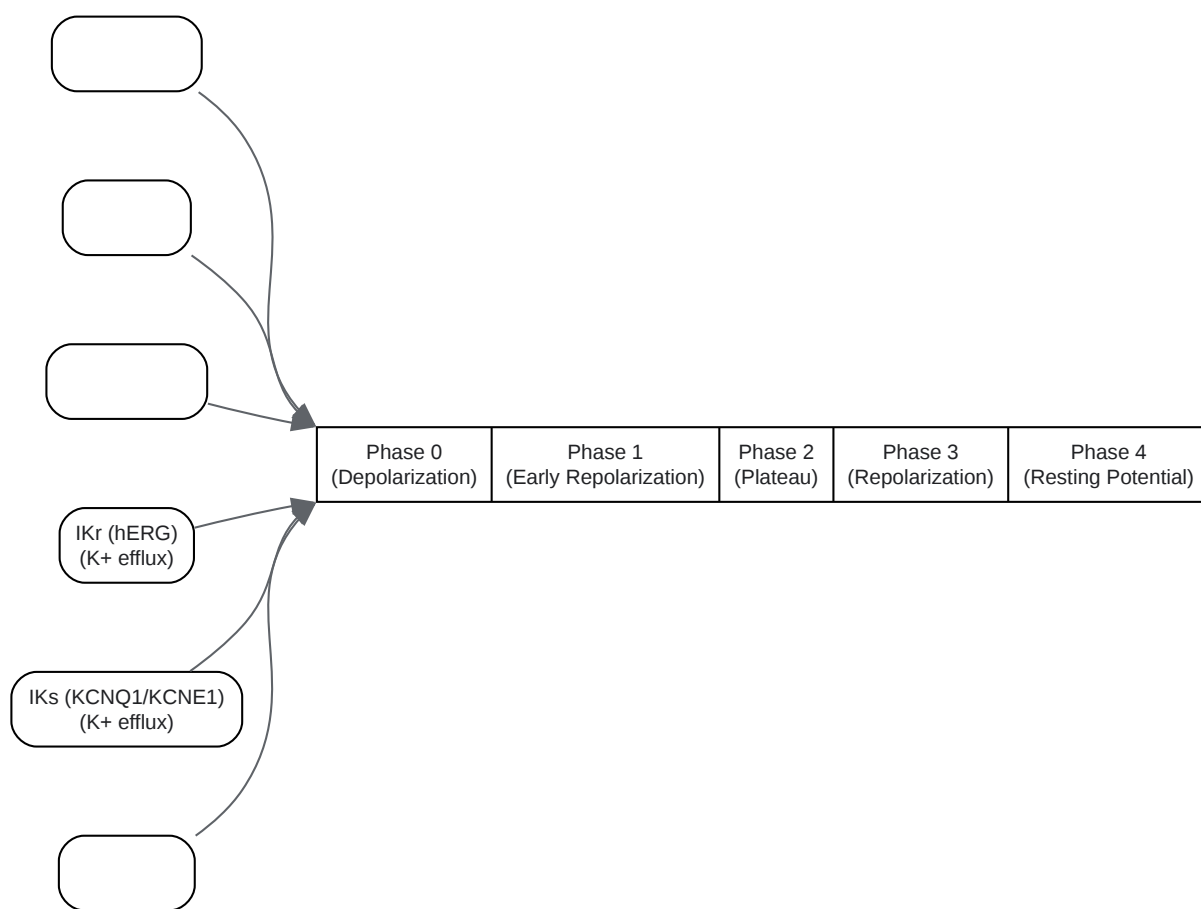 Phase 0
(Depolarization)
Phase 1
(Early Repolarization)
Phase 2
(Plateau)
Phase 3
(Repolarization)
Phase 4
(Resting Potential)
IKr (hERG)
(K+ efflux)
IKs (KCNQ1/KCNE1)
(K+ efflux)